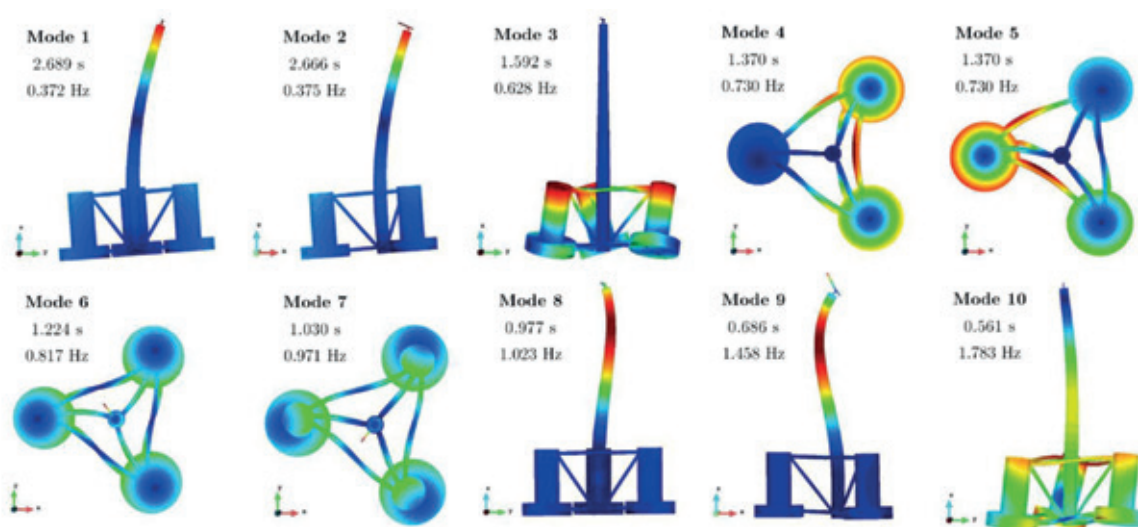 Mode 1
2.689 s
0.372 Hz
Mode 2
2.666 s
0.375 Hz
Mode 3
1.592 s
0.628 Hz
Mode 4
1.370 s
0.730 Hz
Mode 5
1.370 s
0.730 Hz
Mode 6
1.224 s
0.817 Hz
Mode 7
1.030 s
0.971 Hz
Mode 8
0.977 s
1.023 Hz
Mode 9
0.686 s
1.458 Hz
Mode 10
0.561 s
1.783 Hz